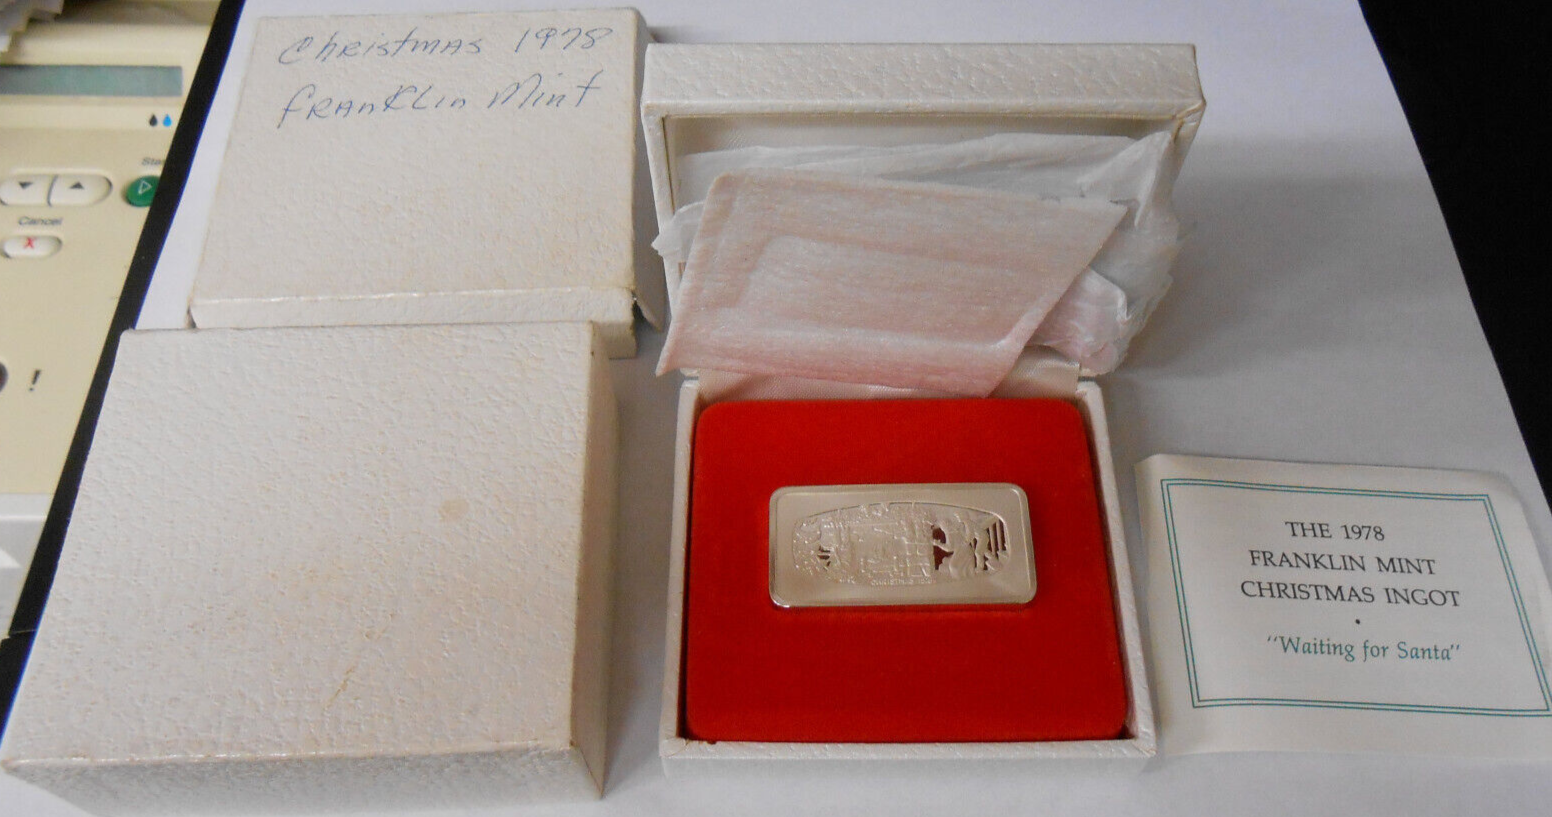 Christmas 1978
Franklin Mint
Cancel
X
!
THE 1978
FRANKLIN MINT
CHRISTMAS INGOT
"Waiting for Santa"